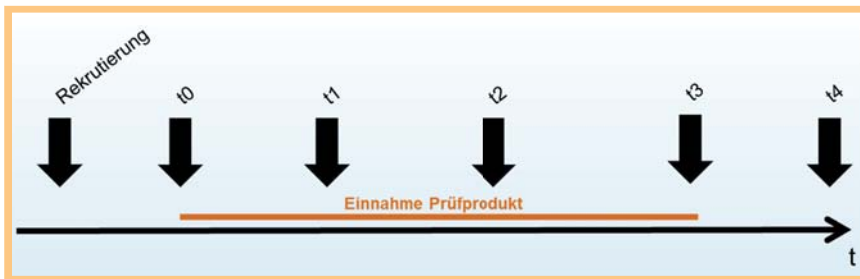 Rekrutierung
t0
t1
t2
t3
t4
Einnahme Prüfprodukt
t